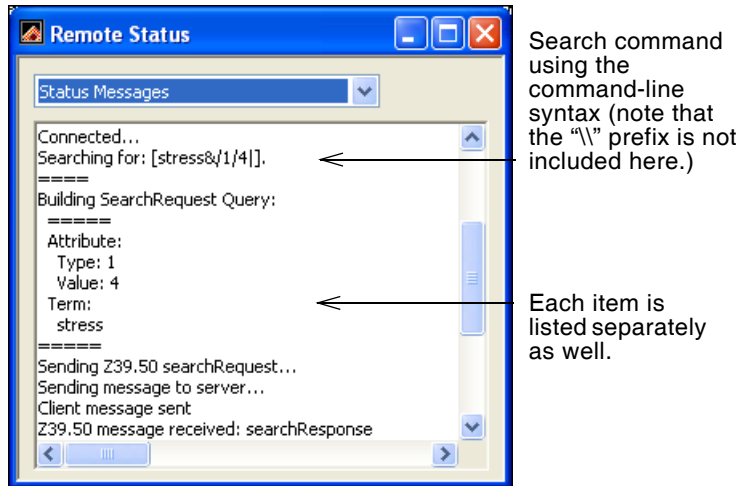 Remote Status
Status Messages
Connected...
Searching for: [stress&/1/4|].
====
Building SearchRequest Query:
=====
Attribute:
Type: 1
Value: 4
Term:
stress
=====
Sending Z39.50 searchRequest...
Sending message to server...
Client message sent
Z39.50 message received: searchResponse
Search command
using the
command-line
syntax (note that
the “\\” prefix is not
included here.)
Each item is
listed separately
as well.